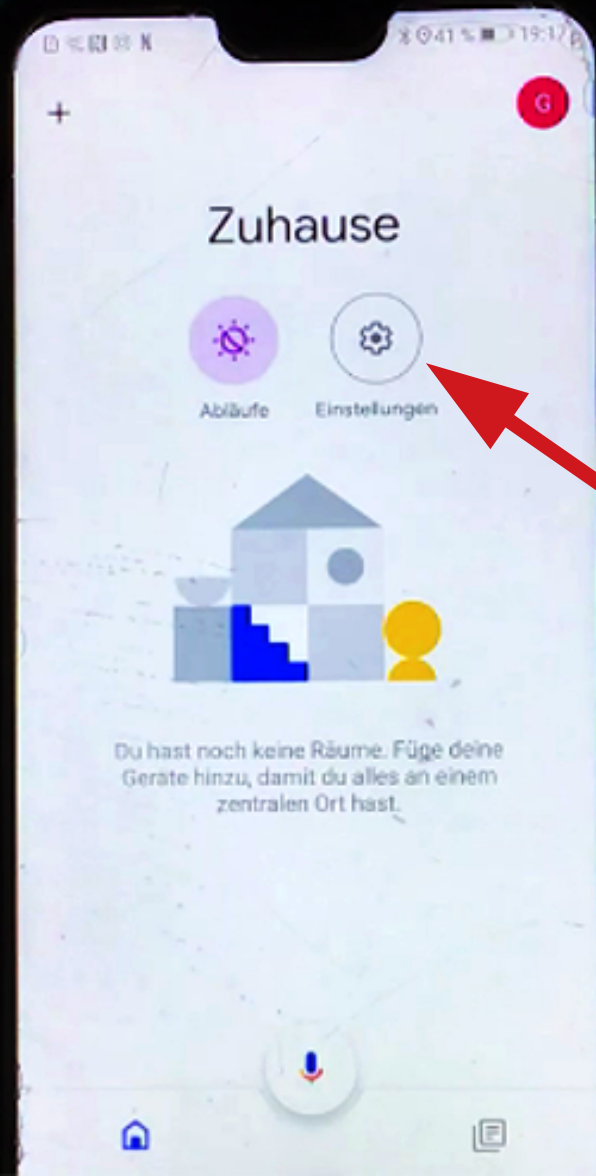 41 % 19:17
G
Zuhause
Abläufe Einstellungen
Du hast noch keine Räume. Füge deine
Geräte hinzu, damit du alles an einem
zentralen Ort hast.